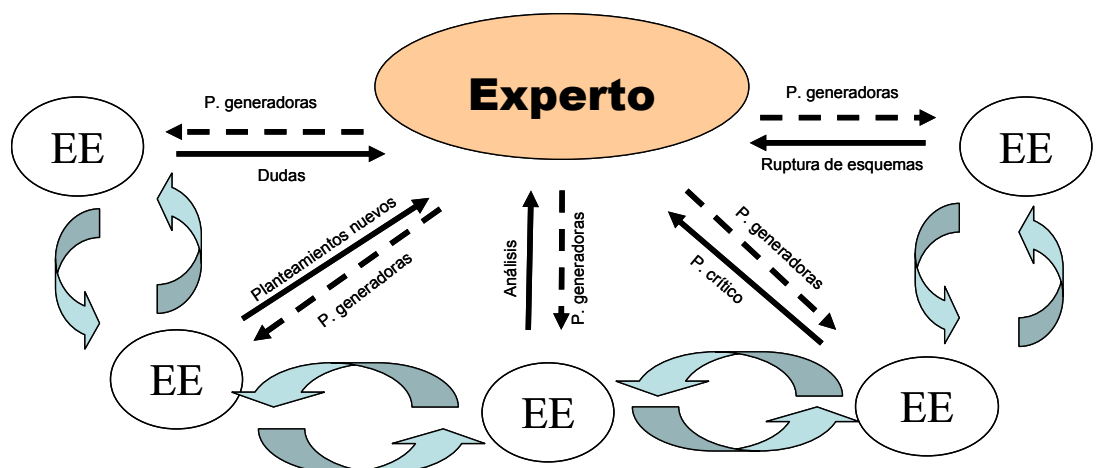 Experto
P. generadoras
Dudas
EE
P. generadoras
Ruptura de esquemas
EE
Planteamientos nuevos
P. generadoras
Análisis
P. generadoras
P. generadoras
P. crítico
EE
EE
EE